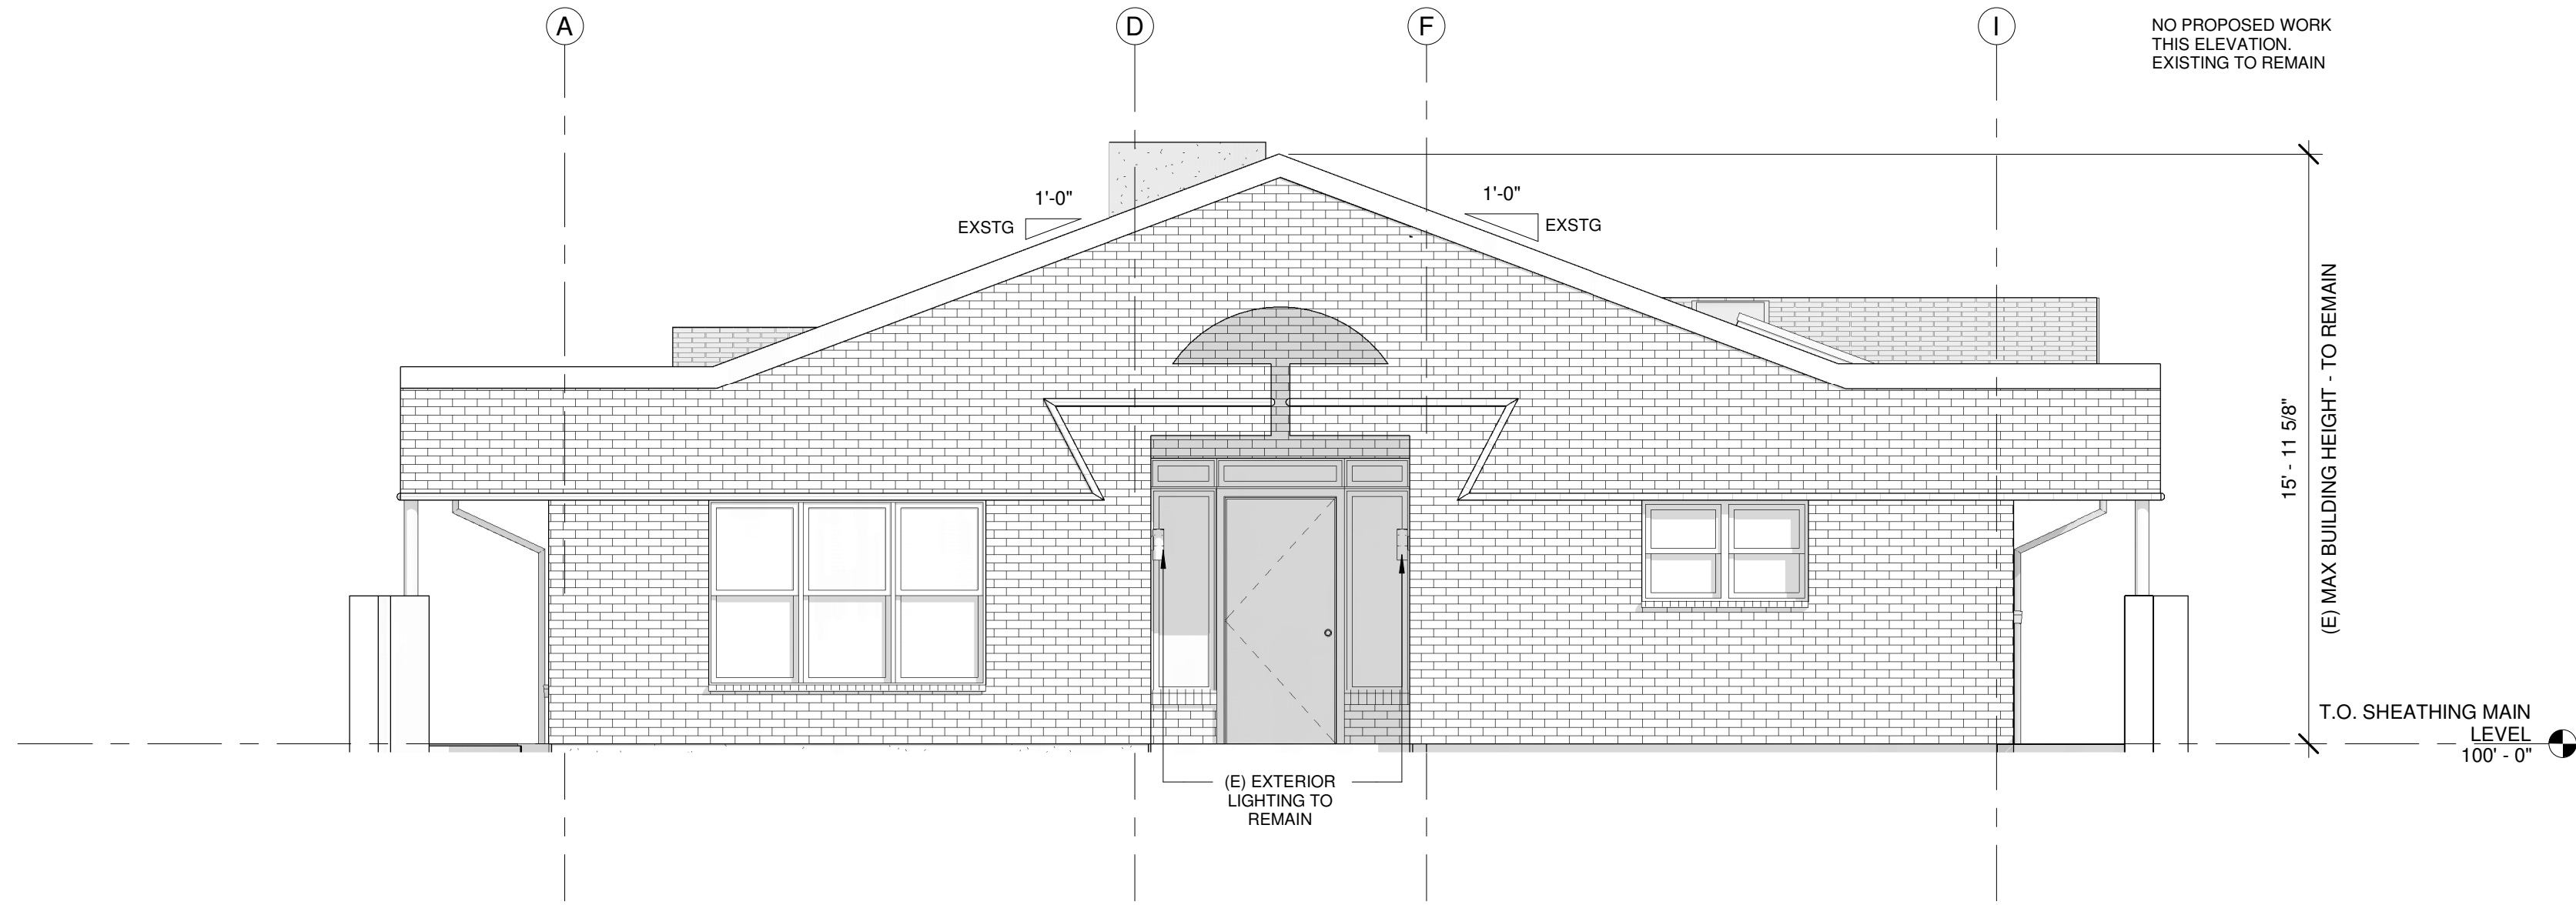 A
D
F
I
NO PROPOSED WORK
THIS ELEVATION.
EXISTING TO REMAIN
1'-0"
EXSTG
1'-0"
EXSTG
15' - 11 5/8"
(E) MAX BUILDING HEIGHT - TO REMAIN
T.O. SHEATHING MAIN
LEVEL
100' - 0"
(E) EXTERIOR
LIGHTING TO
REMAIN